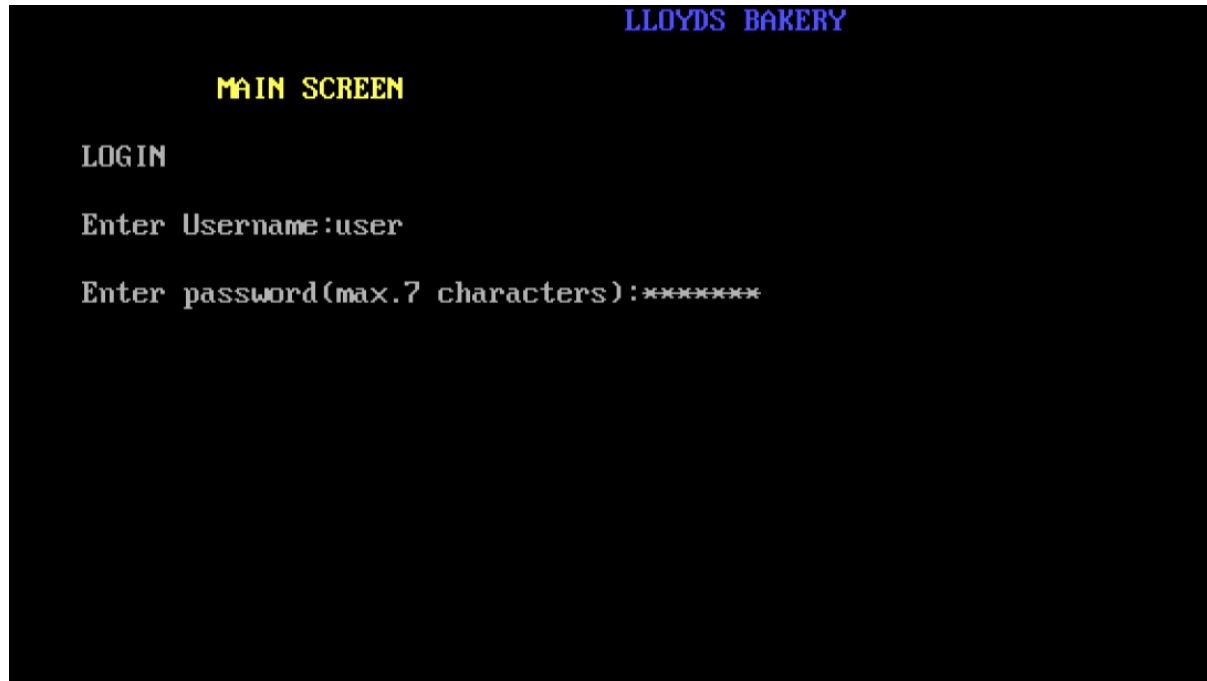 LLOYDS BAKERY
MAIN SCREEN
LOGIN
Enter Username:user
Enter password(max.7 characters):*******